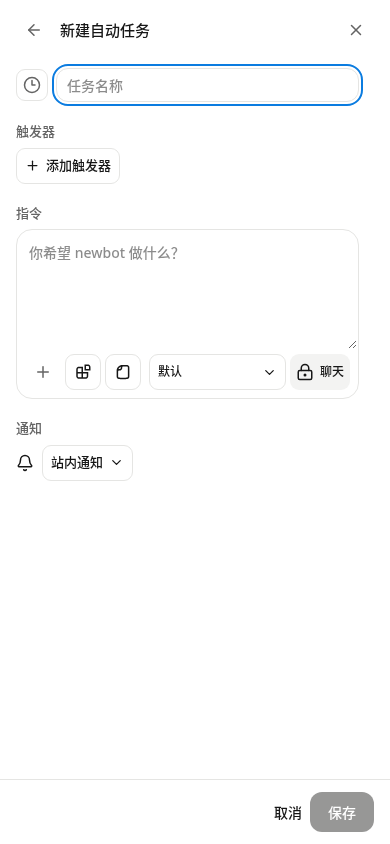 新建自动任务
任务名称
触发器
添加触发器
指令
你希望 newbot 做什么?
默认
聊天
通知
站内通知
取消
保存